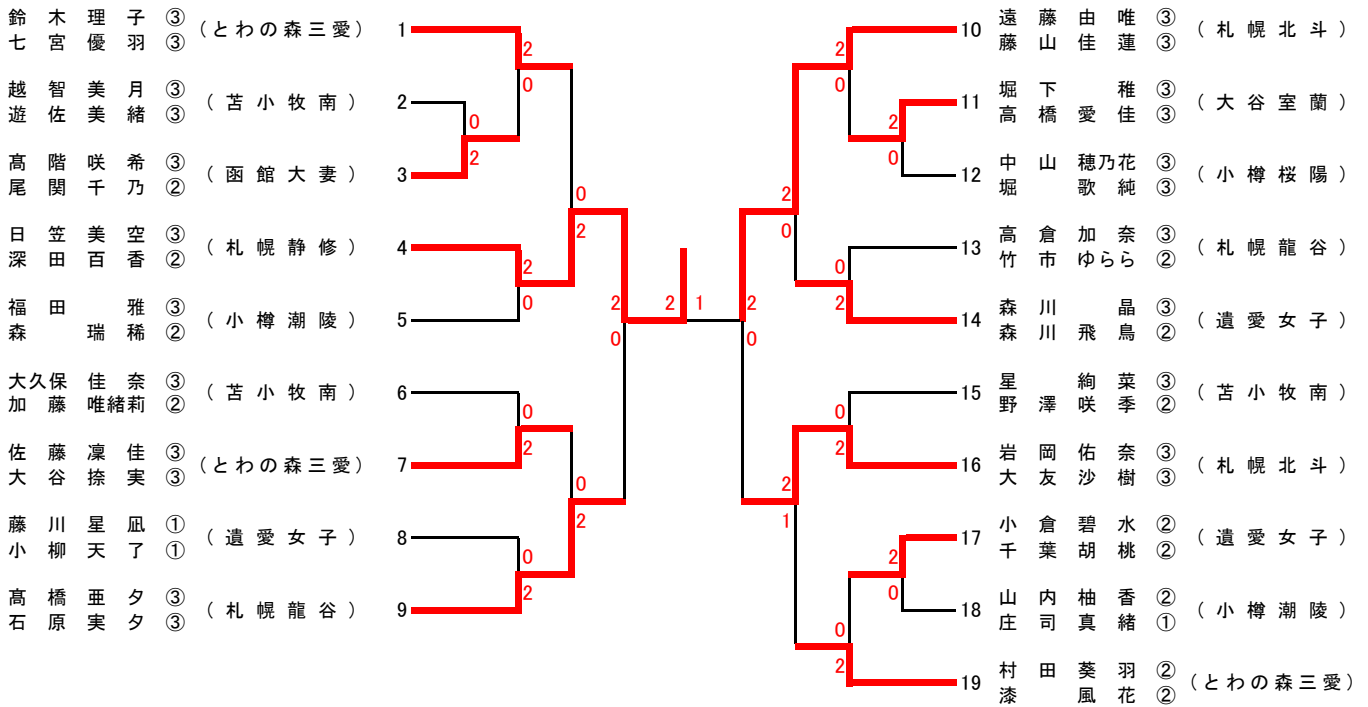 鈴木理子 ③
七宮優羽 ③
(とわの森三愛) 1
越智美月 ③
遊佐美緒 ③
(苫小牧南) 2
髙階咲希 ③
尾関千乃 ②
(函館大妻) 3
日笠美空 ③
深田百香 ②
(札幌静修) 4
福田雅 ③
森瑞稀 ②
(小樽潮陵) 5
大久保佳奈 ③
加藤唯緒莉 ②
(苫小牧南) 6
佐藤凜佳 ③
大谷捺実 ③
(とわの森三愛) 7
藤川星凪 ①
小柳天了 ①
(遺愛女子) 8
髙橋亜夕 ③
石原実夕 ③
(札幌龍谷) 9
2
0
0
2
0
2
2
0
2
0
0
2
0
2
0
2
2 1
2
0
2
0
2
0
2
0
0
2
0
2
2
1
2
0
0
2
10 遠藤由唯 ③
藤山佳蓮 ③
(札幌北斗)
11 堀下稚 ③
高橋愛佳 ③
(大谷室蘭)
12 中山穂乃花 ③
堀歌純 ③
(小樽桜陽)
13 高倉加奈 ③
竹市ゆらら ②
(札幌龍谷)
14 森川晶 ③
森川飛鳥 ②
(遺愛女子)
15 星絢菜 ③
野澤咲季 ②
(苫小牧南)
16 岩岡佑奈 ③
大友沙樹 ③
(札幌北斗)
17 小倉碧水 ②
千葉胡桃 ②
(遺愛女子)
18 山内柚香 ②
庄司真緒 ①
(小樽潮陵)
19 村田葵羽 ②
漆風花 ②
(とわの森三愛)